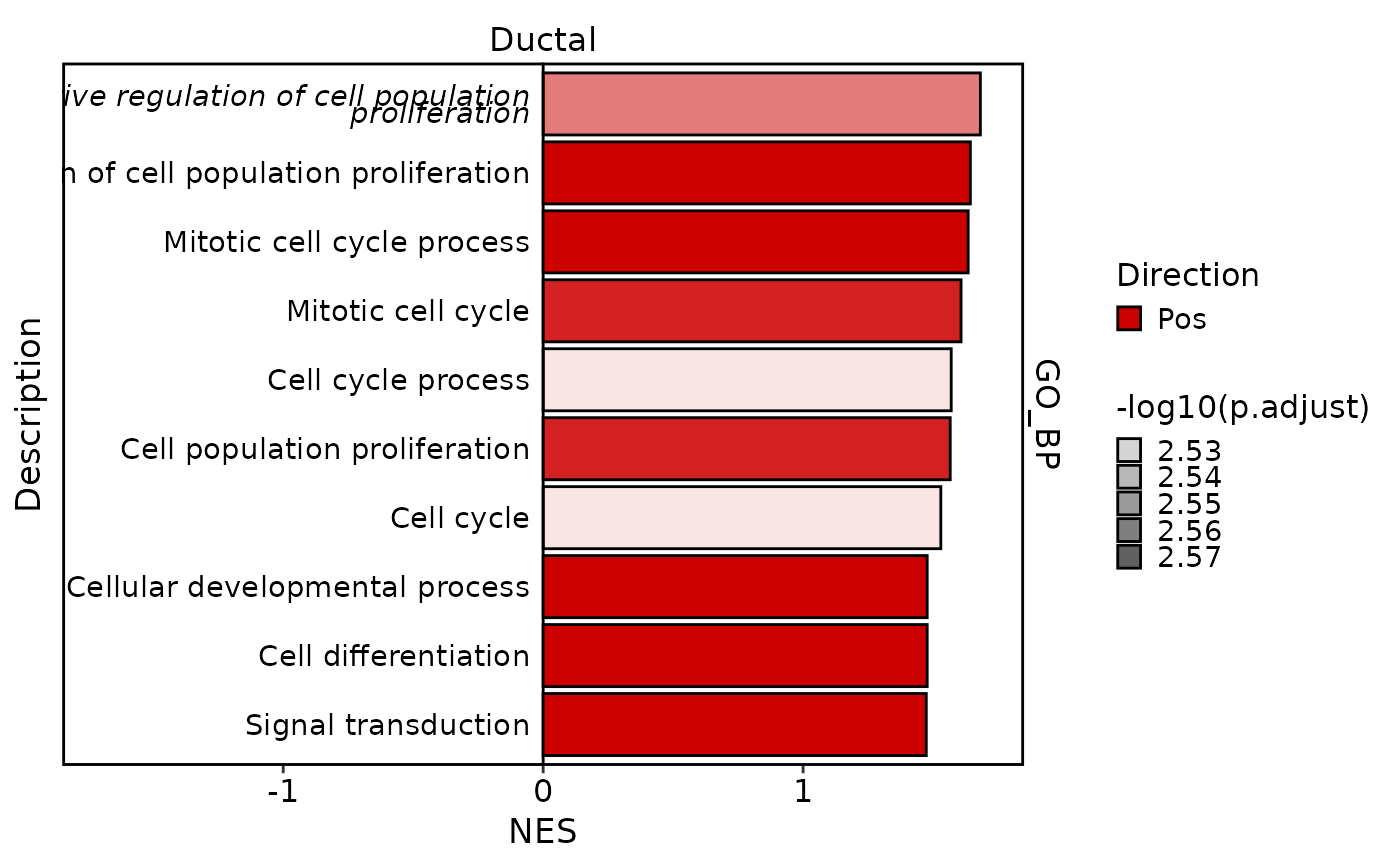 Ductal
ive regulation of cell population
proliferation
n of cell population proliferation
Mitotic cell cycle process
Mitotic cell cycle
Cell cycle process
Cell population proliferation
Cell cycle
Cellular developmental process
Cell differentiation
Signal transduction
Description
-1 0 1
NES
GO_BP
Direction
Pos
-log10(p.adjust)
2.53
2.54
2.55
2.56
2.57